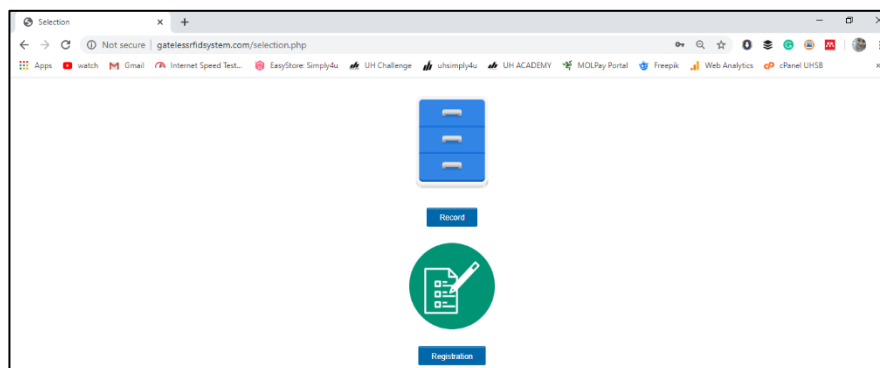 Selection
Not secure | gatelessrfidsystem.com/selection.php
Apps watch Gmail Internet Speed Test... EasyStore: Simply4u UH Challenge uhsimply4u UH ACADEMY MOLPay Portal Freepik Web Analytics cPanel UHSB
Record
Registration